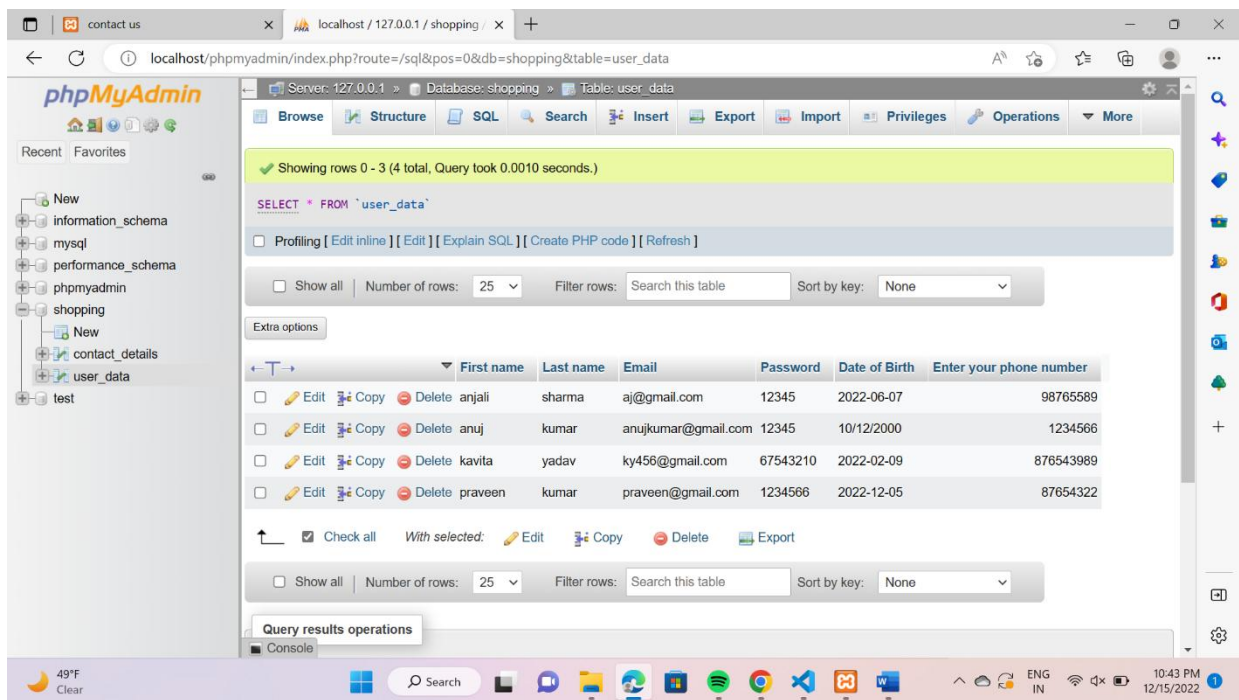 contact us
localhost / 127.0.0.1 / shopping /
localhost/phpmyadmin/index.php?route=/sql&pos=0&db=shopping&table=user_data
phpMyAdmin
Recent Favorites
New
information_schema
mysql
performance_schema
phpmyadmin
shopping
New
contact_details
user_data
test
Server: 127.0.0.1 » Database: shopping » Table: user_data
Browse Structure SQL Search Insert Export Import Privileges Operations More
Showing rows 0 - 3 (4 total, Query took 0.0010 seconds.)
SELECT * FROM `user_data`
Profiling [ Edit inline ] [ Edit ] [ Explain SQL ] [ Create PHP code ] [ Refresh ]
Show all | Number of rows: 25 Filter rows: Search this table Sort by key: None
Extra options
First name Last name Email Password Date of Birth Enter your phone number
Edit Copy Delete anjali sharma aj@gmail.com 12345 2022-06-07 98765589
Edit Copy Delete anuj kumar anujkumar@gmail.com 12345 10/12/2000 1234566
Edit Copy Delete kavita yadav ky456@gmail.com 67543210 2022-02-09 876543989
Edit Copy Delete praveen kumar praveen@gmail.com 1234566 2022-12-05 87654322
Check all With selected: Edit Copy Delete Export
Show all | Number of rows: 25 Filter rows: Search this table Sort by key: None
Query results operations
Console
49°F
Clear
Search
ENG
IN
10:43 PM
12/15/2022
1